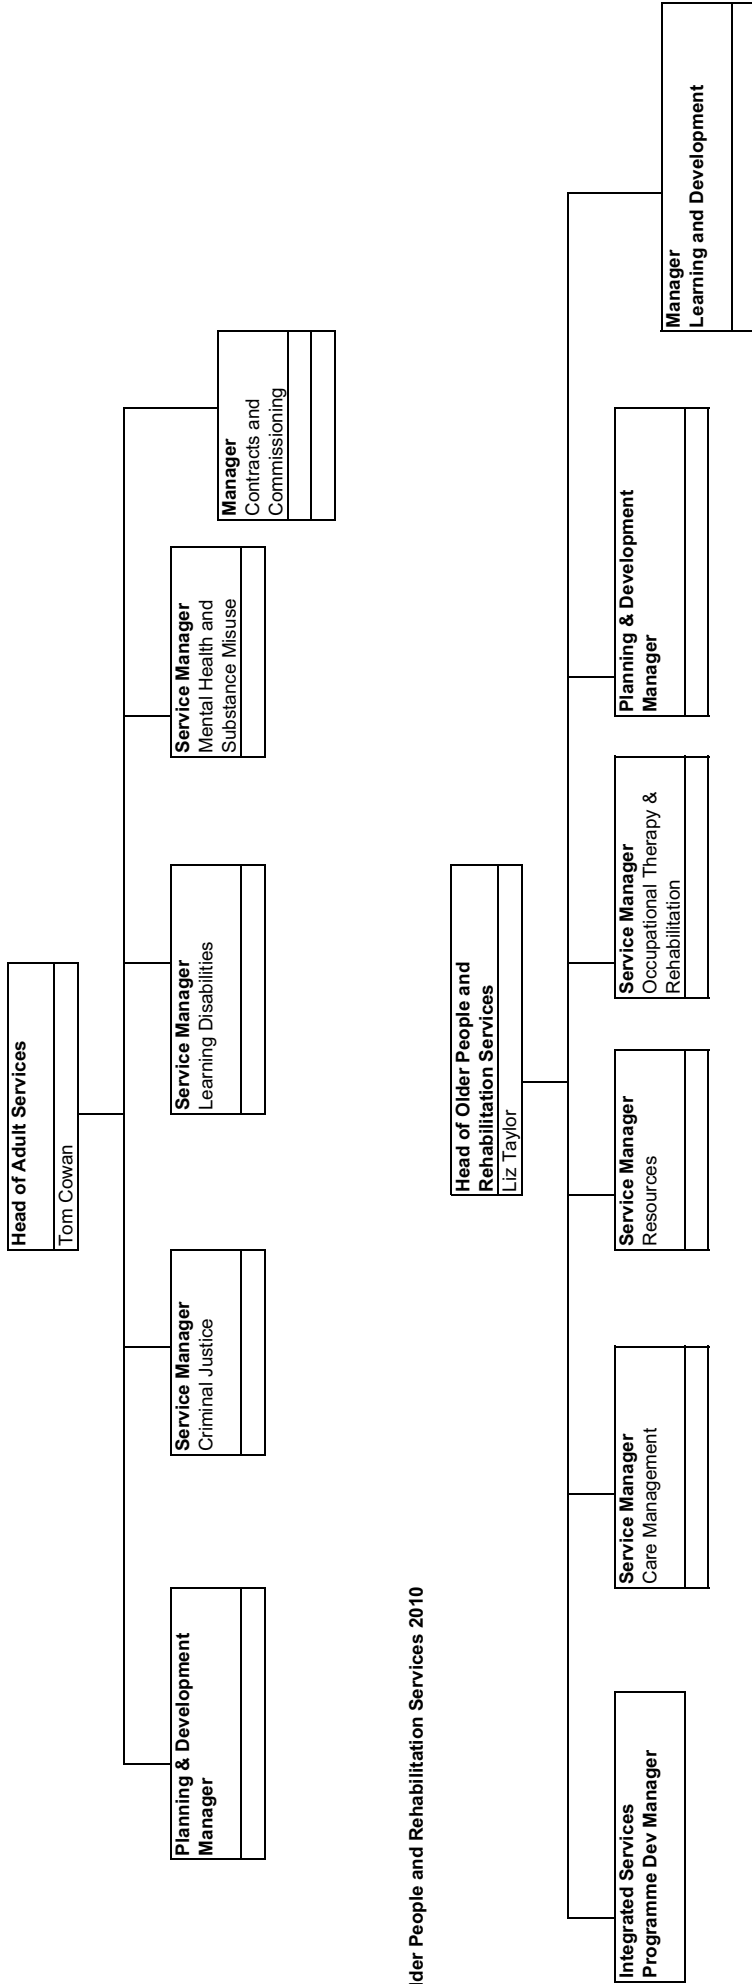 Head of Adult Services
Tom Cowan
Planning & Development
Manager
Service Manager
Criminal Justice
Service Manager
Learning Disabilities
Service Manager
Mental Health and
Substance Misuse
Manager
Contracts and
Commissioning
lder People and Rehabilitation Services 2010
Head of Older People and
Rehabilitation Services
Liz Taylor
Integrated Services
Programme Dev Manager
Service Manager
Care Management
Service Manager
Resources
Service Manager
Occupational Therapy &
Rehabilitation
Planning & Development
Manager
Manager
Learning and Development